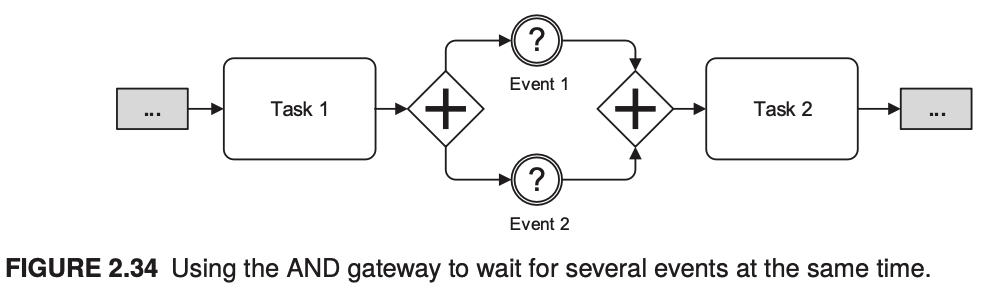 ?
Event 1
...
Task 1
Task 2
...
?
Event 2
FIGURE 2.34 Using the AND gateway to wait for several events at the same time.